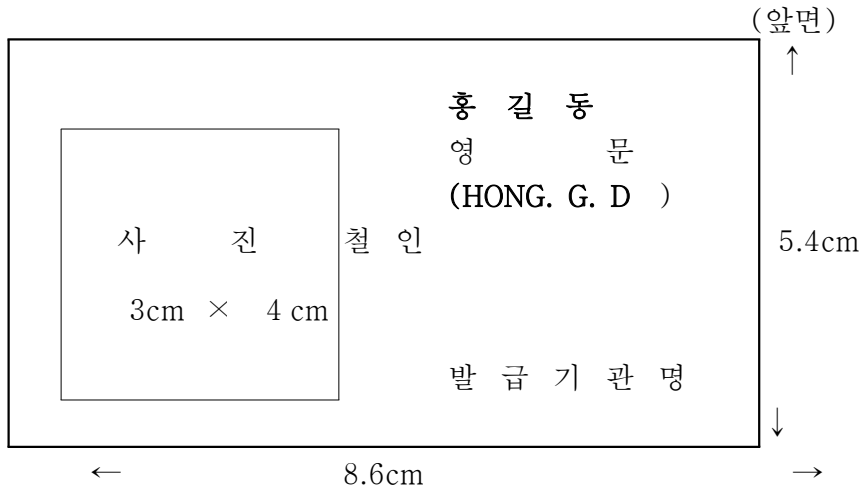 (앞면)
↑
홍 길 동
영 문
(HONG. G. D )
사 진 철 인
5.4cm
3cm × 4 cm
발 급 기 관 명
↓
← 8.6cm →